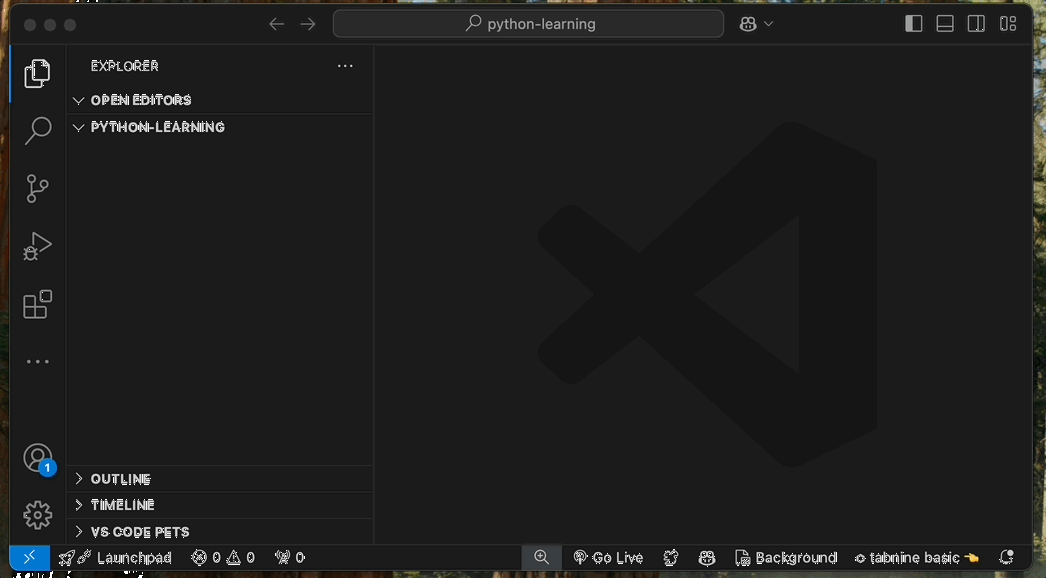 python-learning
EXPLORER
OPEN EDITORS
PYTHON-LEARNING
1
OUTLINE
TIMELINE
VS CODE PETS
Launchpad 0 0 0 Go Live Background tabnine basic